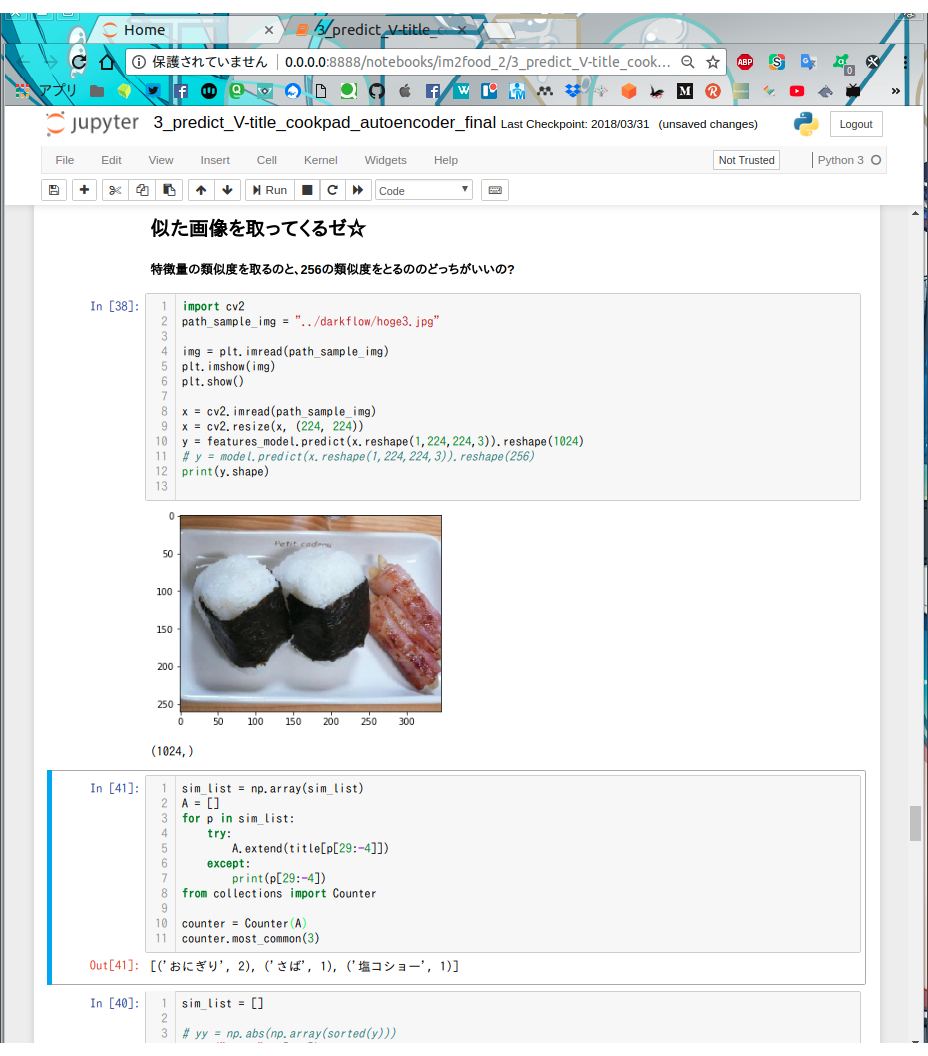 Home
3_predict_V-title_c
保護されていません
0.0.0.0:8888/notebooks/im2food_2/3_predict_V-title_cook...
アプリ
jupyter 3_predict_V-title_cookpad_autoencoder_final Last Checkpoint: 2018/03/31 (unsaved changes)
Logout
File Edit View Insert Cell Kernel Widgets Help
Not Trusted
Python 3
Run
Code
似た画像を取ってくるゼ☆
特徴量の類似度を取るのと、256の類似度をとるののどっちがいいの?
In [38]:
1 import cv2
2 path_sample_img = "../darkflow/hoge3.jpg"
3
4 img = plt.imread(path_sample_img)
5 plt.imshow(img)
6 plt.show()
7
8 x = cv2.imread(path_sample_img)
9 x = cv2.resize(x, (224, 224))
10 y = features_model.predict(x.reshape(1,224,224,3)).reshape(1024)
11 # y = model.predict(x.reshape(1,224,224,3)).reshape(256)
12 print(y.shape)
13
0
50
100
150
200
250
Petit cadeau
0 50 100 150 200 250 300
(1024,)
In [41]:
1 sim_list = np.array(sim_list)
2 A = []
3 for p in sim_list:
4 try:
5 A.extend(title[p[29:-4]])
6 except:
7 print(p[29:-4])
8 from collections import Counter
9
10 counter = Counter(A)
11 counter.most_common(3)
Out[41]: [('おにぎり', 2), ('さば', 1), ('塩コショー', 1)]
In [40]:
1 sim_list = []
2
3 # yy = np.abs(np.array(sorted(y)))